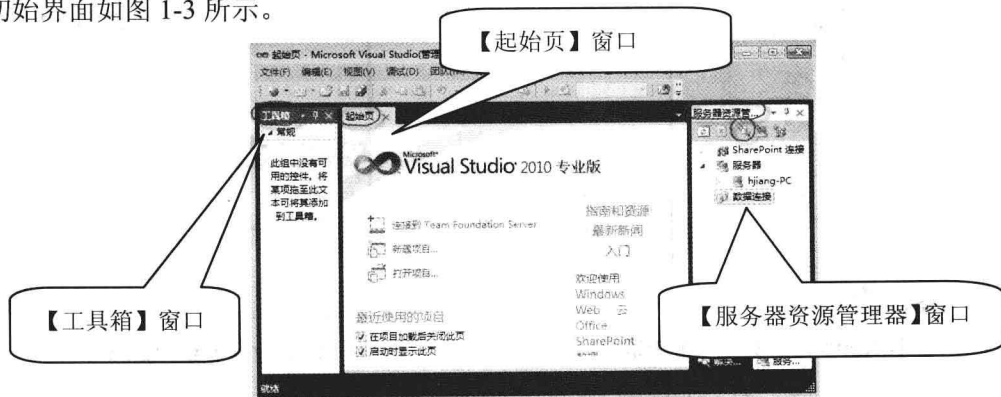 初始界面如图 1-3 所示。
【起始页】窗口
起始页 - Microsoft Visual Studio(管理
文件(F) 编辑(E) 视图(V) 调试(D)
工具箱
起始页
服务器资源管...
常规
此组中没有可
用的控件。将
某项拖至此文
本可将其添加
到工具箱。
Microsoft
Visual Studio 2010 专业版
连接到 Team Foundation Server
新建项目...
打开项目...
最近使用的项目
在项目加载后关闭此页
启动时显示此页
指南和资源
最新新闻
入门
欢迎使用
Windows
Web 云
Office
SharePoint
SharePoint 连接
服务器
hjiang-PC
数据连接
【工具箱】窗口
【服务器资源管理器】窗口
解决... 服务...
就绪